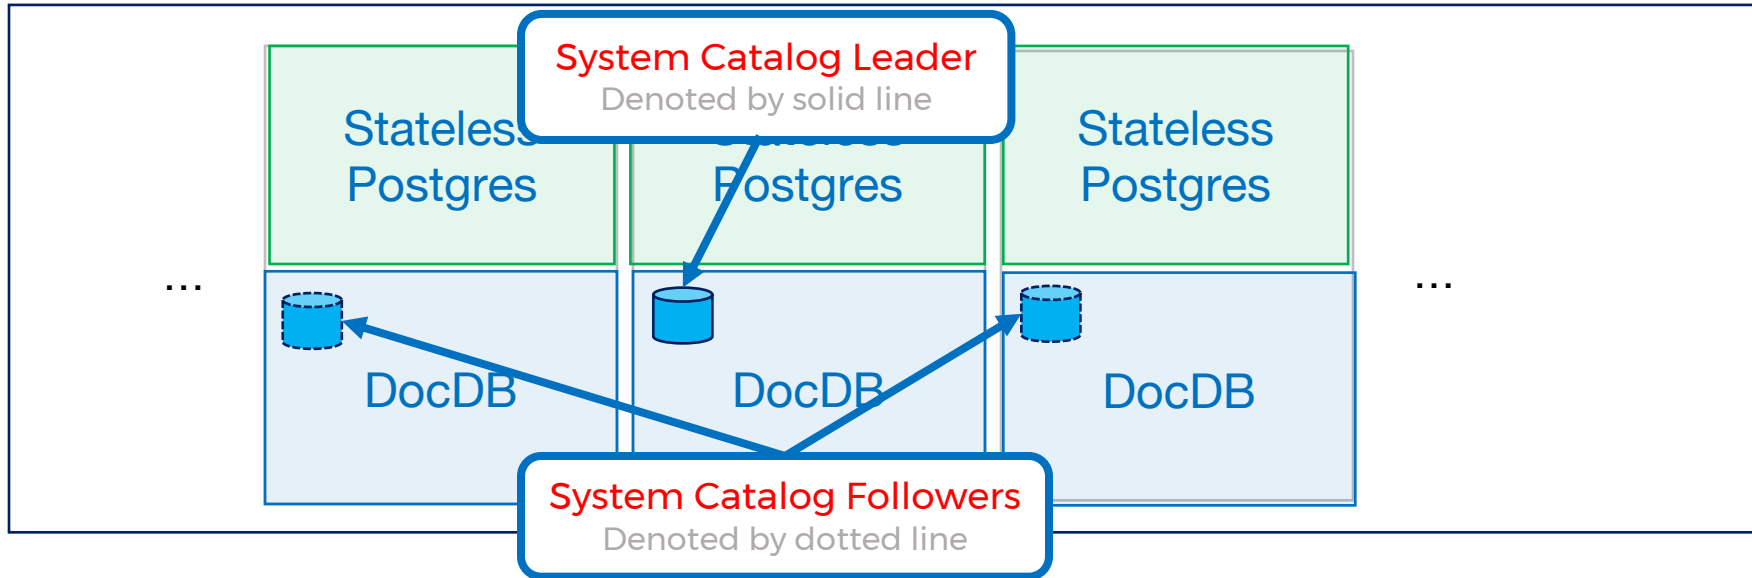 System Catalog Leader
Denoted by solid line
Stateless
Postgres
Stateless
Postgres
Stateless
Postgres
...
...
DocDB
DocDB
DocDB
System Catalog Followers
Denoted by dotted line